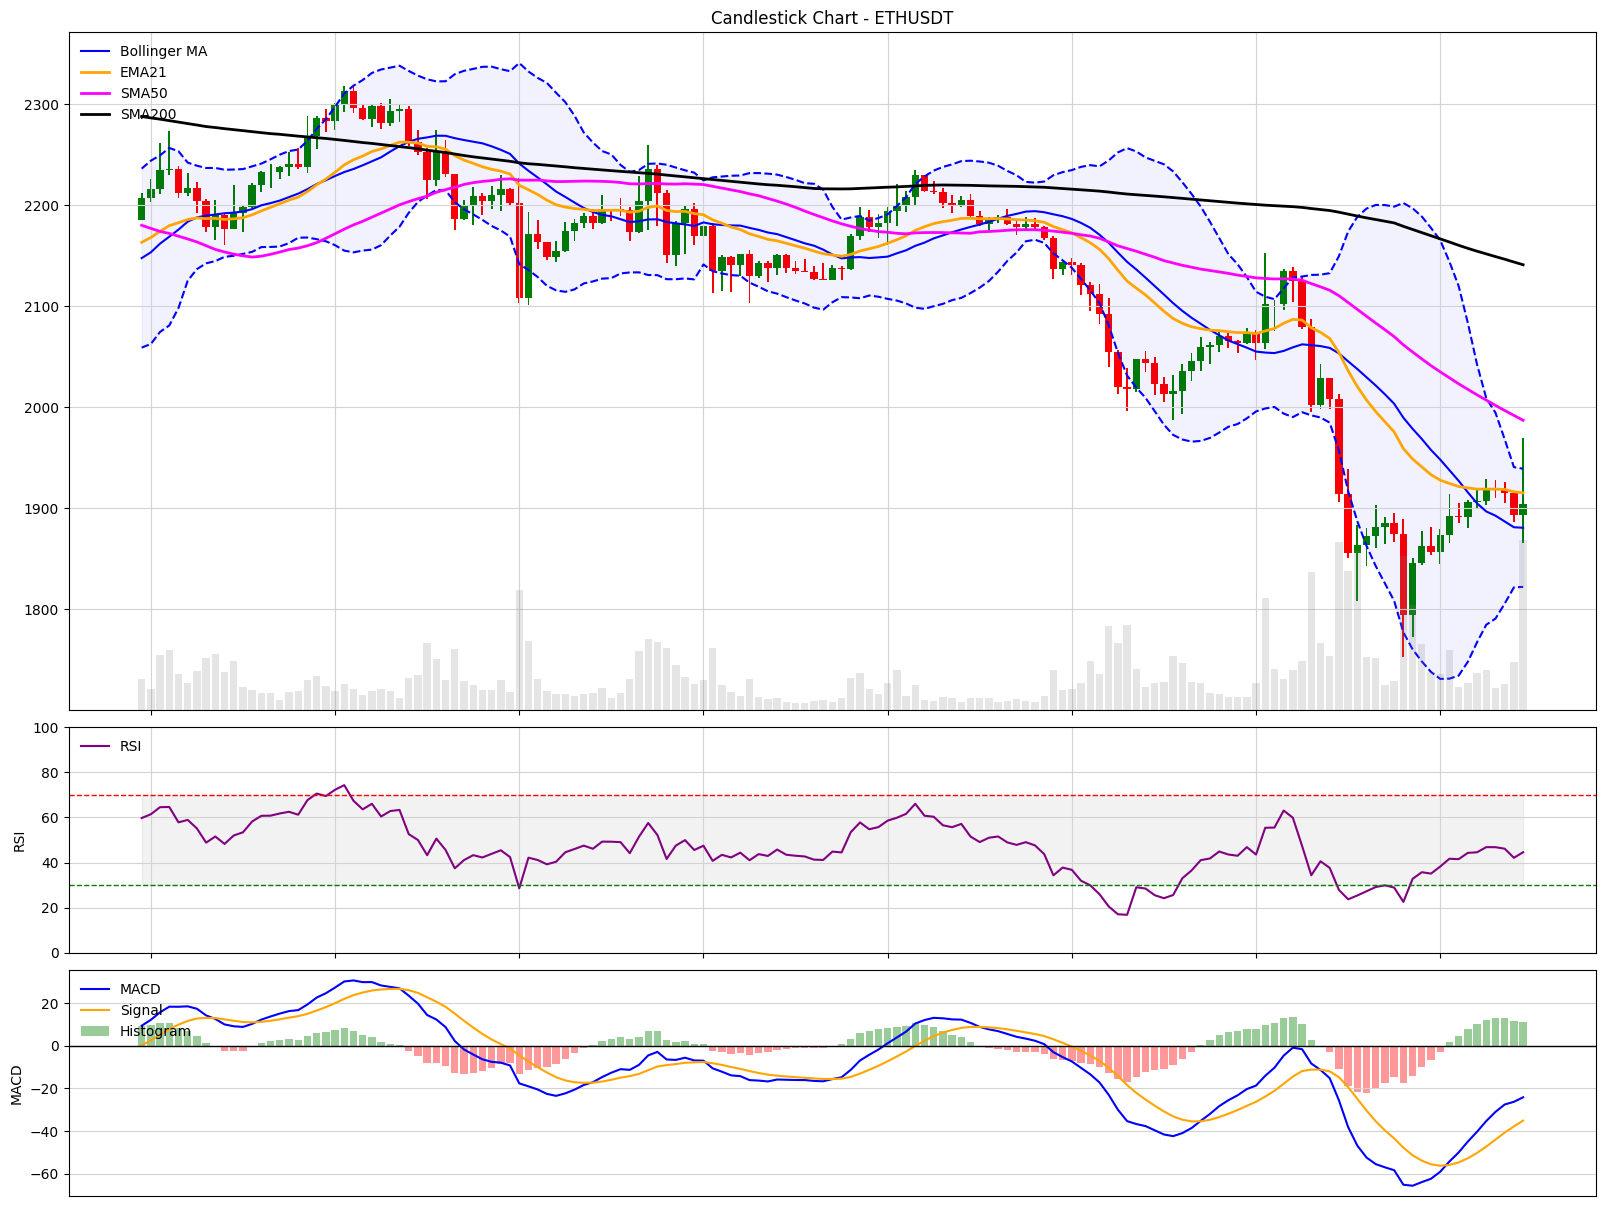 Candlestick Chart - ETHUSDT
Bollinger MA
EMA21
SMA50
SMA200
2300
2200
2100
2000
1900
1800
RSI
100
80
60
40
20
0
RSI
MACD
Signal
Histogram
20
0
−20
−40
−60
MACD